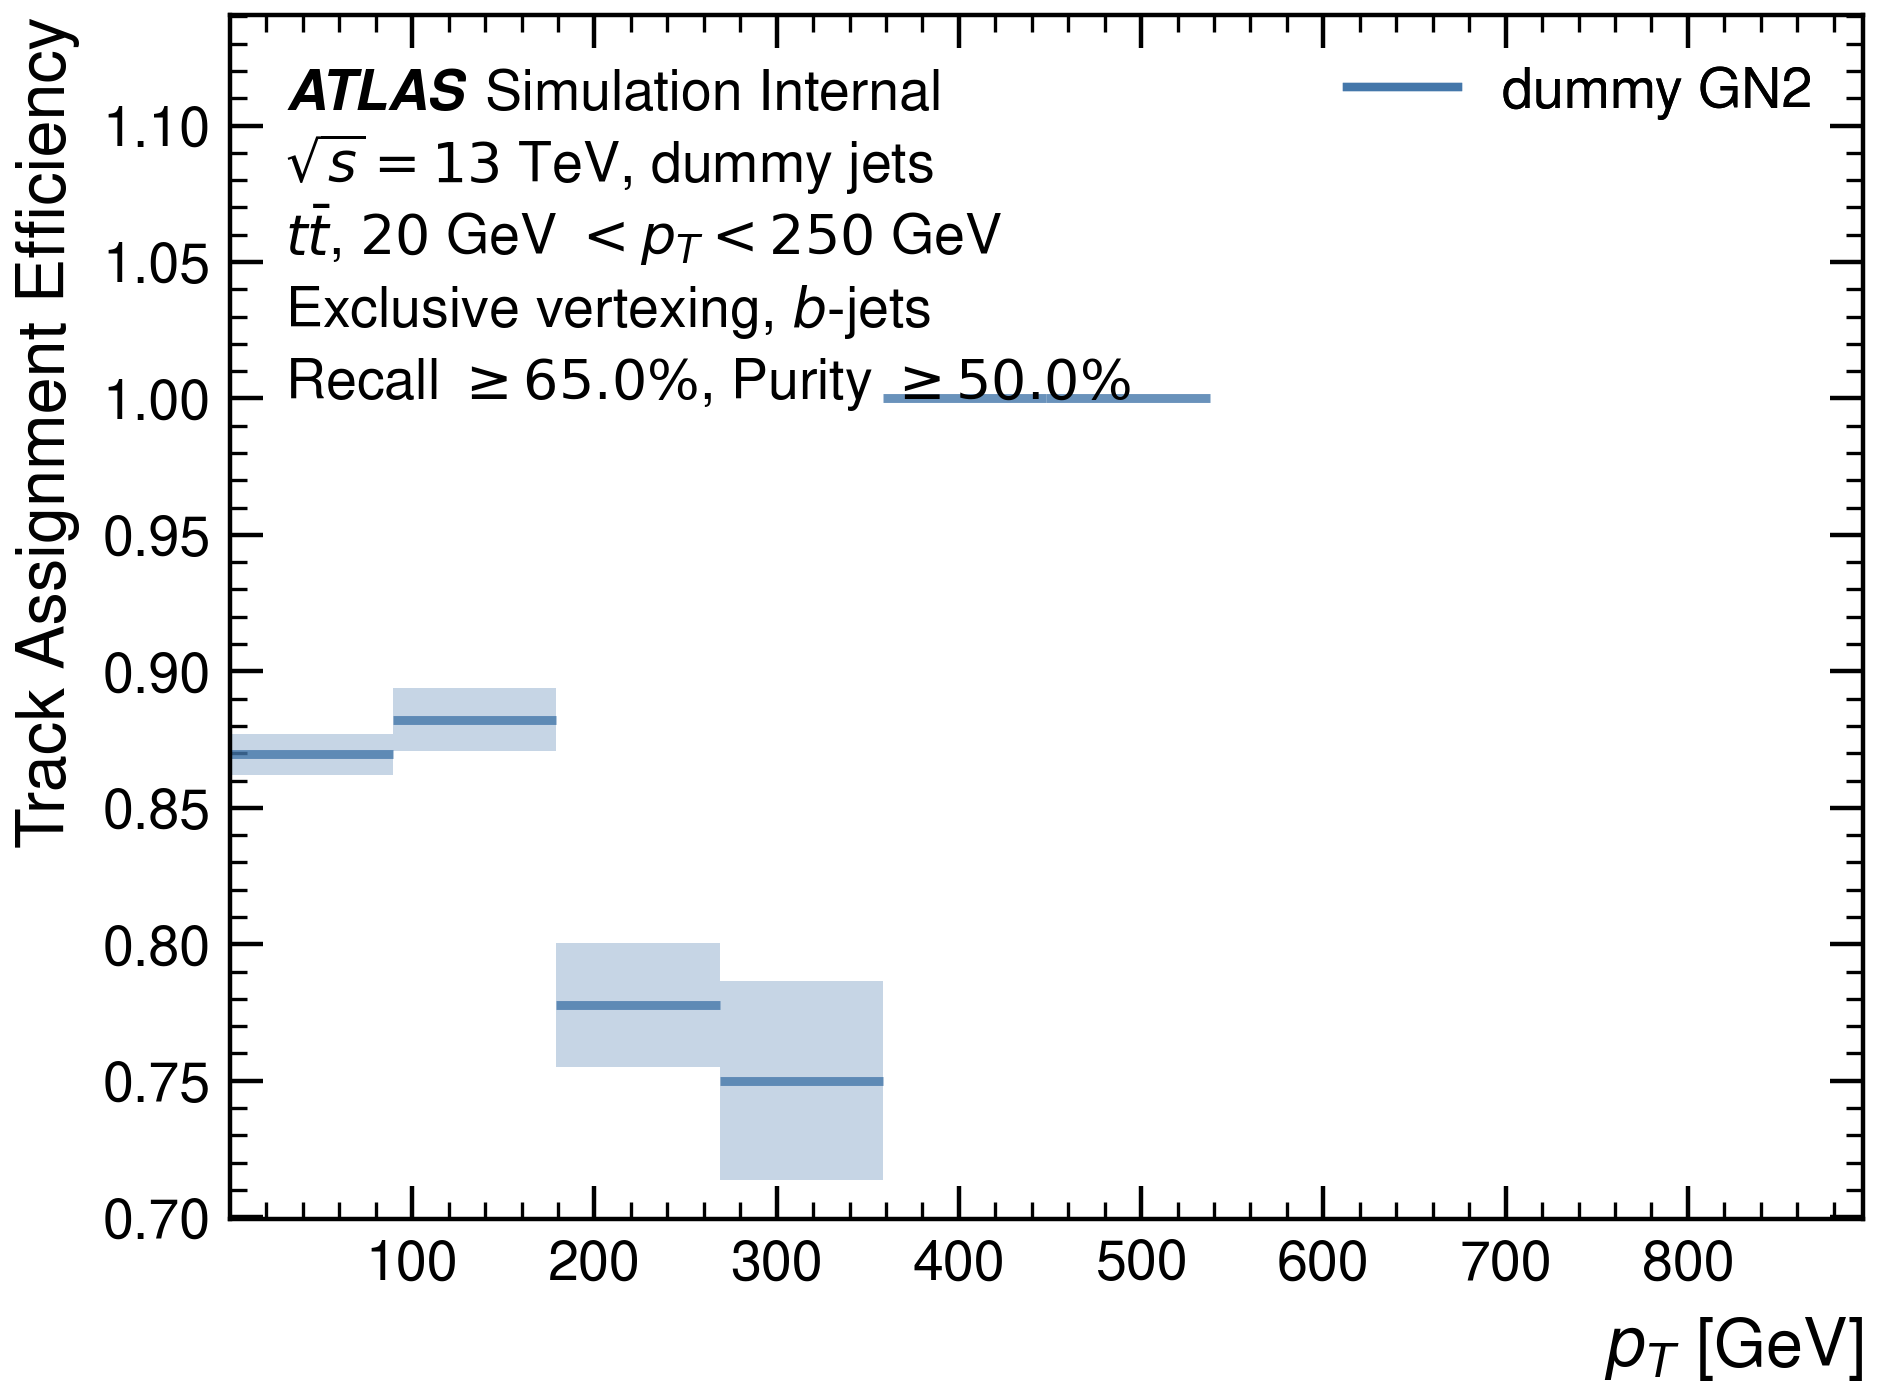 Track Assignment Efficiency
ATLAS Simulation Internal
√s = 13 TeV, dummy jets
tt̄, 20 GeV < p_T < 250 GeV
Exclusive vertexing, b-jets
Recall ≥ 65.0%, Purity ≥ 50.0%
dummy GN2
1.10
1.05
1.00
0.95
0.90
0.85
0.80
0.75
0.70
100 200 300 400 500 600 700 800
p_T [GeV]